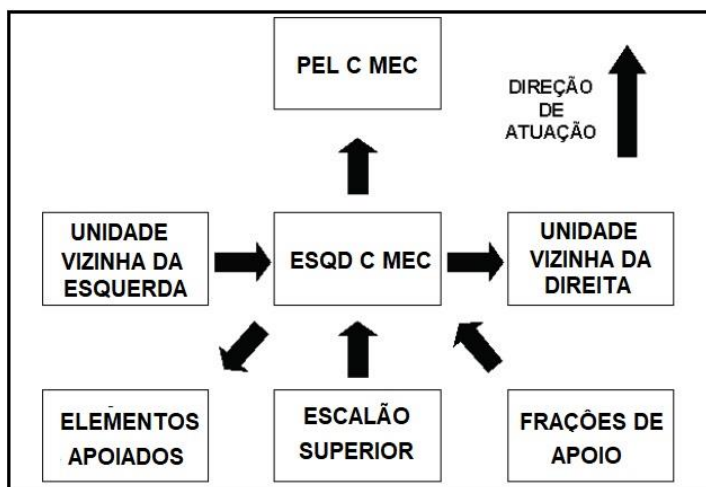 PEL C MEC
DIREÇÃO
DE
ATUAÇÃO
UNIDADE
VIZINHA DA
ESQUERDA
ESQD C MEC
UNIDADE
VIZINHA DA
DIREITA
ELEMENTOS
APOIADOS
ESCALÃO
SUPERIOR
FRAÇÕES DE
APOIO